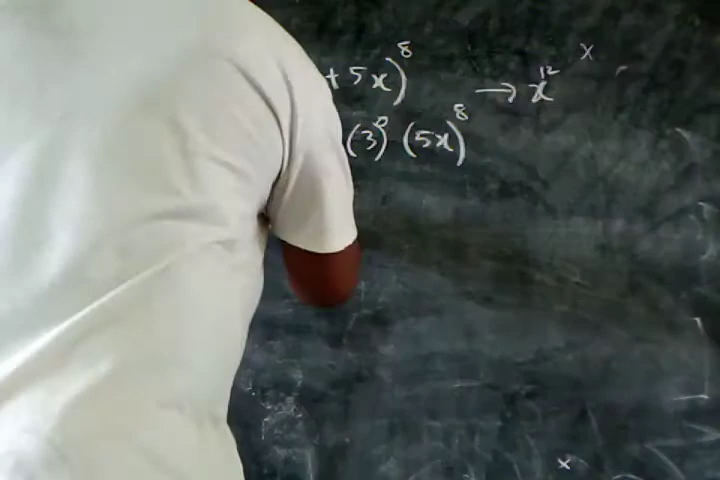 + 5x)⁸ → x¹² x
(3)⁰ (5x)⁸
x